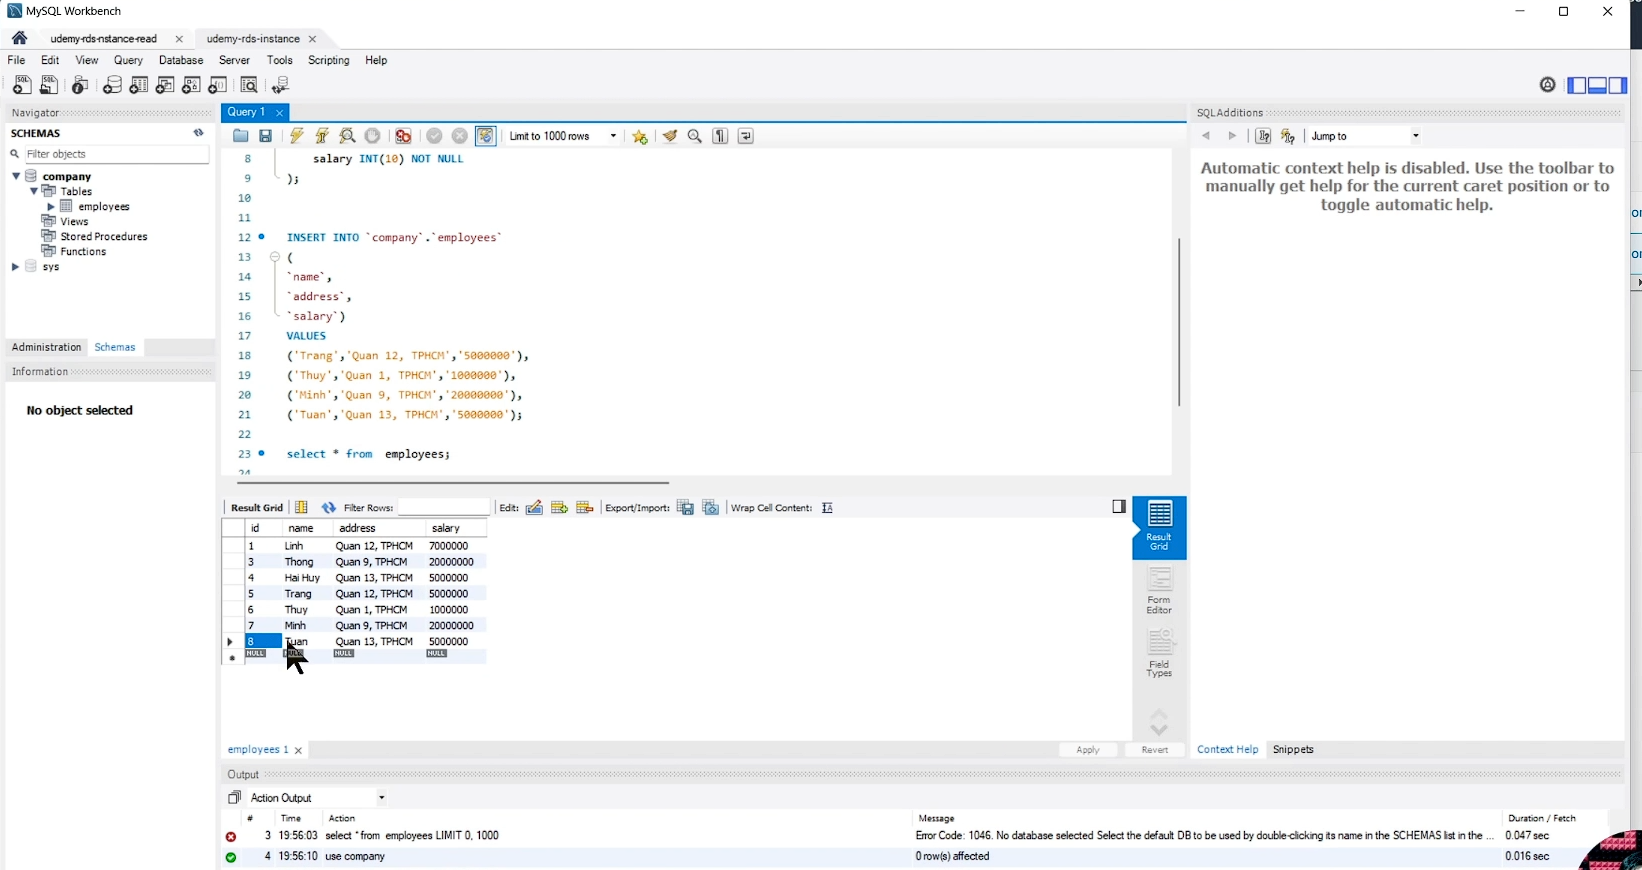 MySQL Workbench
udemy-rds-nstance-read
udemy-rds-instance
File Edit View Query Database Server Tools Scripting Help
Navigator
SCHEMAS
Filter objects
company
Tables
employees
Views
Stored Procedures
Functions
sys
Administration Schemas
Information
No object selected
Query 1
Limit to 1000 rows
8 salary INT(10) NOT NULL
9 );
10
11
12 INSERT INTO `company`.`employees`
13 (
14 `name`,
15 `address`,
16 `salary`)
17 VALUES
18 ('Trang','Quan 12, TPHCM','5000000'),
19 ('Thuy','Quan 1, TPHCM','1000000'),
20 ('Minh','Quan 9, TPHCM','20000000'),
21 ('Tuan','Quan 13, TPHCM','5000000');
22
23 select * from employees;
24
Result Grid Filter Rows: Edit: Export/Import: Wrap Cell Content:
id name address salary
1 Linh Quan 12, TPHCM 7000000
3 Thong Quan 9, TPHCM 20000000
4 Hai Huy Quan 13, TPHCM 5000000
5 Trang Quan 12, TPHCM 5000000
6 Thuy Quan 1, TPHCM 1000000
7 Minh Quan 9, TPHCM 20000000
8 Tuan Quan 13, TPHCM 5000000
NULL NULL NULL NULL
Result
Grid
Form
Editor
Field
Types
employees 1
Apply Revert
SQLAdditions
Jump to
Automatic context help is disabled. Use the toolbar to
manually get help for the current caret position or to
toggle automatic help.
Context Help Snippets
Output
Action Output
# Time Action Message Duration / Fetch
3 19:56:03 select * from employees LIMIT 0, 1000 Error Code: 1046. No database selected Select the default DB to be used by double-clicking its name in the SCHEMAS list in the ... 0.047 sec
4 19:56:10 use company 0 row(s) affected 0.016 sec